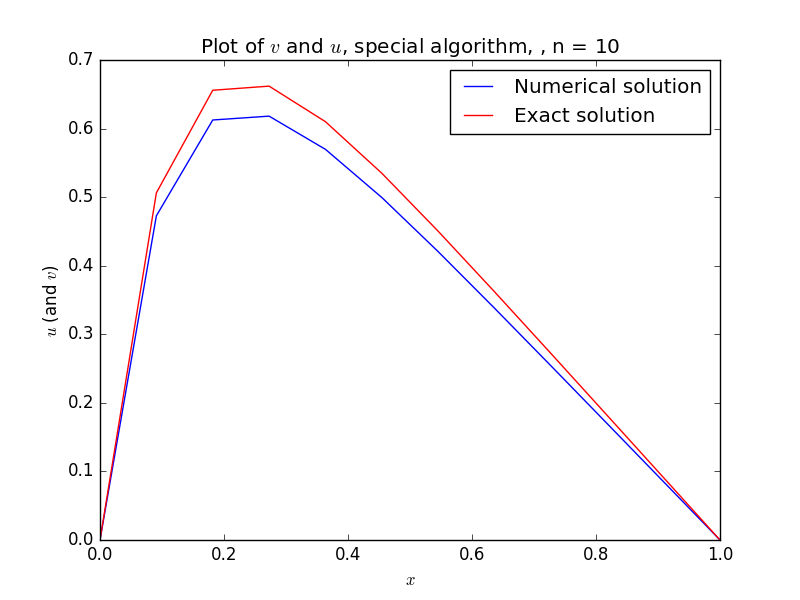 Plot of v and u, special algorithm, , n = 10
Numerical solution
Exact solution
0.7
0.6
0.5
0.4
0.3
0.2
0.1
0.0
u (and v)
0.0 0.2 0.4 0.6 0.8 1.0
x